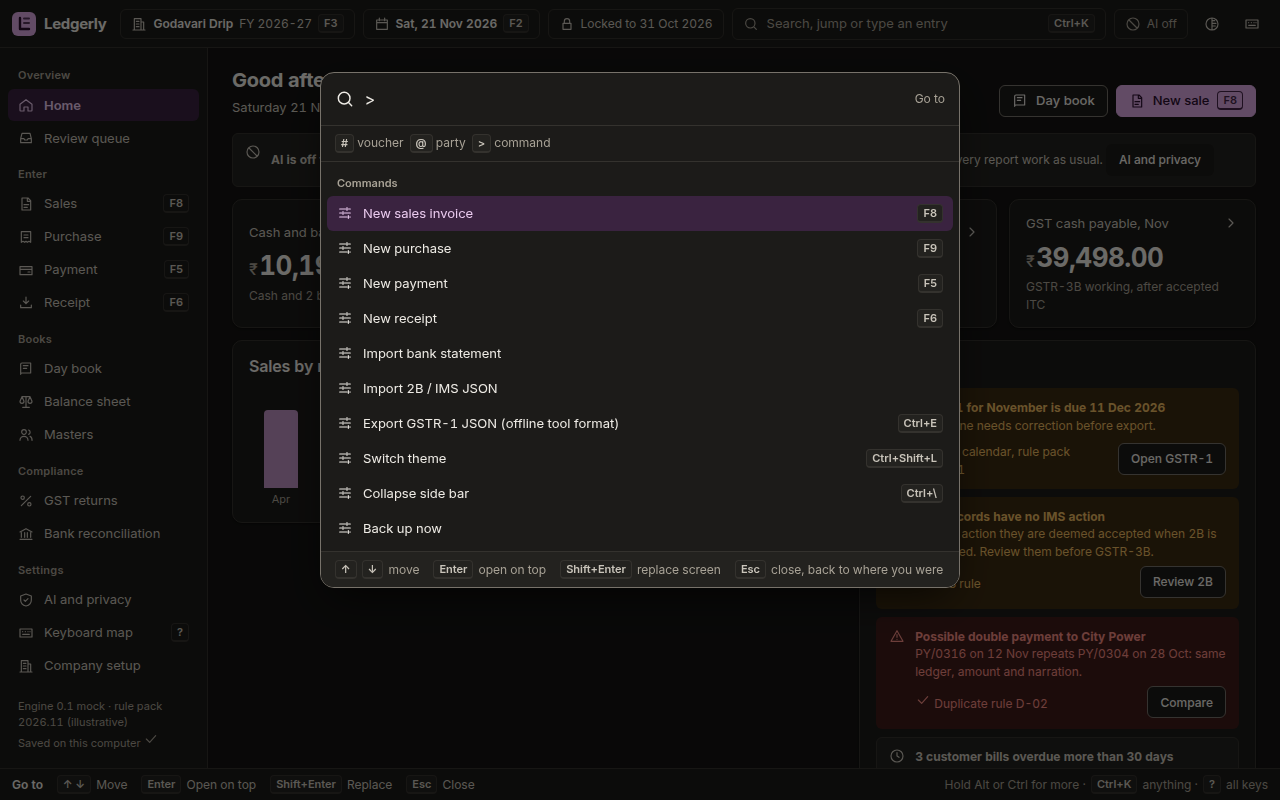 Ledgerly
Godavari Drip FY 2026-27 F3
Sat, 21 Nov 2026 F2
Locked to 31 Oct 2026
Search, jump or type an entry Ctrl+K
AI off
Overview
Home
Review queue
Enter
Sales F8
Purchase F9
Payment F5
Receipt F6
Books
Day book
Balance sheet
Masters
Compliance
GST returns
Bank reconciliation
Settings
AI and privacy
Keyboard map ?
Company setup
Engine 0.1 mock · rule pack
2026.11 (illustrative)
Saved on this computer
Good afte
Saturday 21 N
Day book
New sale F8
AI is off
very report work as usual.
AI and privacy
Cash and ba
₹10,19
Cash and 2 b
GST cash payable, Nov
₹39,498.00
GSTR-3B working, after accepted
ITC
Sales by
Apr
> Go to
# voucher @ party > command
Commands
New sales invoice F8
New purchase F9
New payment F5
New receipt F6
Import bank statement
Import 2B / IMS JSON
Export GSTR-1 JSON (offline tool format) Ctrl+E
Switch theme Ctrl+Shift+L
Collapse side bar Ctrl+\
Back up now
↑ ↓ move Enter open on top Shift+Enter replace screen Esc close, back to where you were
1 for November is due 11 Dec 2026
ne needs correction before export.
calendar, rule pack
1
Open GSTR-1
cords have no IMS action
action they are deemed accepted when 2B is
ed. Review them before GSTR-3B.
rule
Review 2B
Possible double payment to City Power
PY/0316 on 12 Nov repeats PY/0304 on 28 Oct: same
ledger, amount and narration.
Duplicate rule D-02
Compare
3 customer bills overdue more than 30 days
Go to ↑↓ Move Enter Open on top Shift+Enter Replace Esc Close
Hold Alt or Ctrl for more · Ctrl+K anything · ? all keys